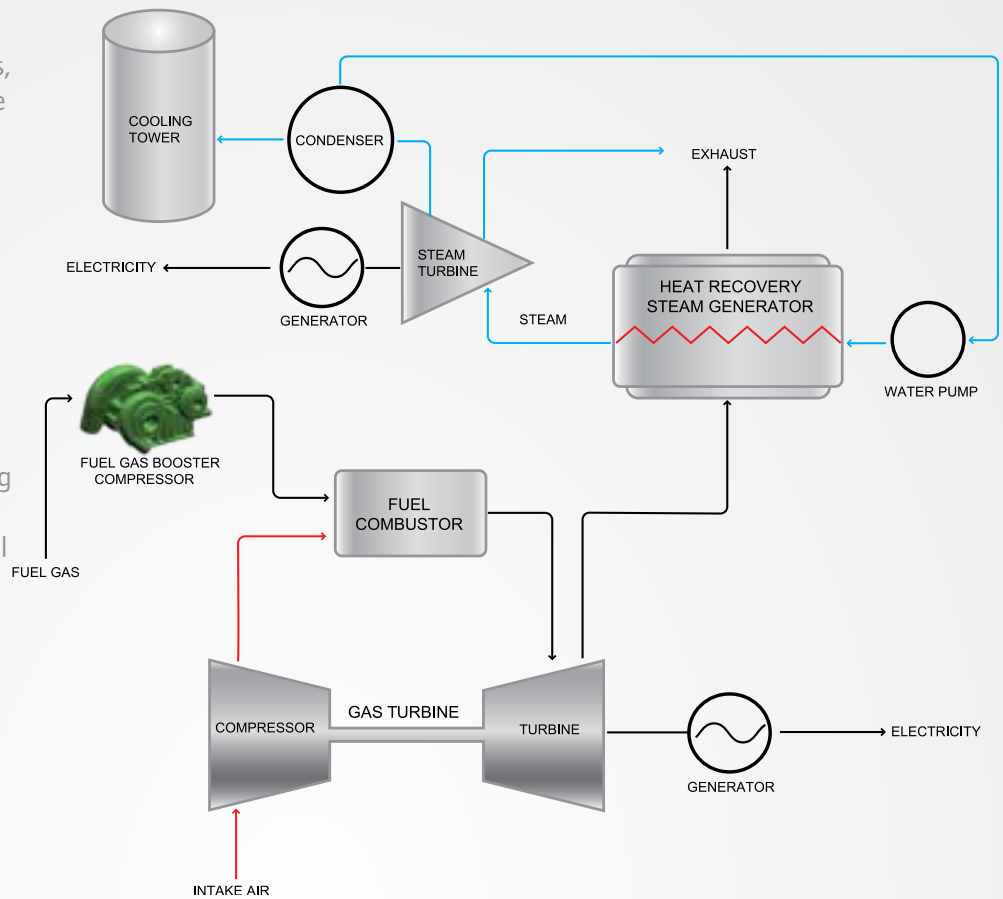 s,
e
COOLING
TOWER
CONDENSER
EXHAUST
ELECTRICITY
STEAM
TURBINE
HEAT RECOVERY
STEAM GENERATOR
GENERATOR
STEAM
WATER PUMP
FUEL GAS BOOSTER
COMPRESSOR
g
FUEL
COMBUSTOR
l
FUEL GAS
GAS TURBINE
COMPRESSOR
TURBINE
ELECTRICITY
GENERATOR
INTAKE AIR